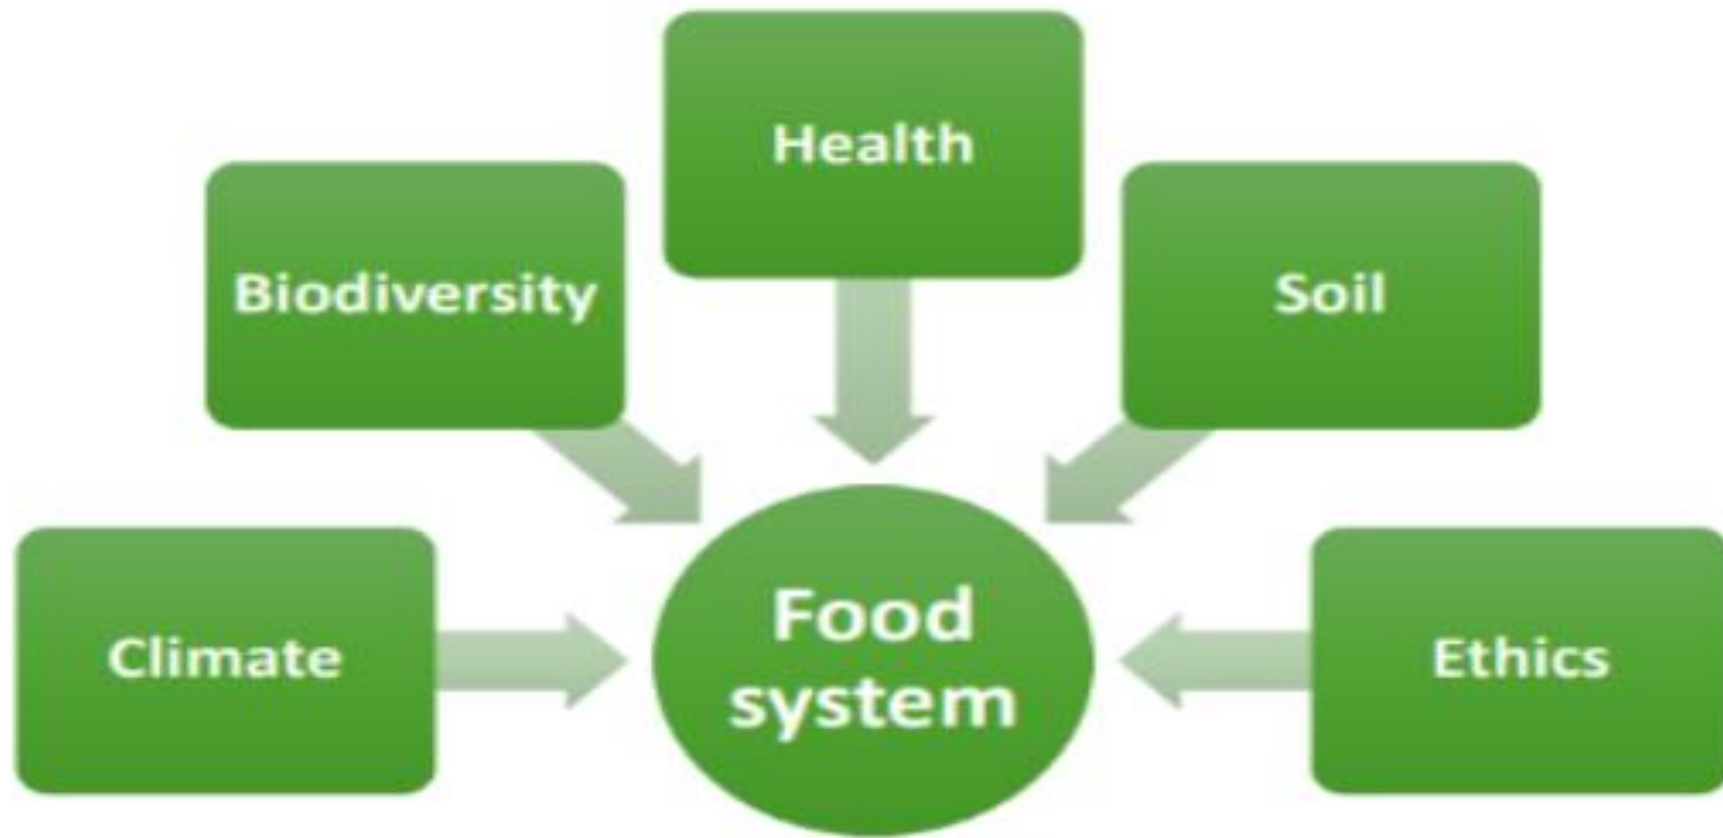 Health
Biodiversity
Soil
Climate
Food
system
Ethics